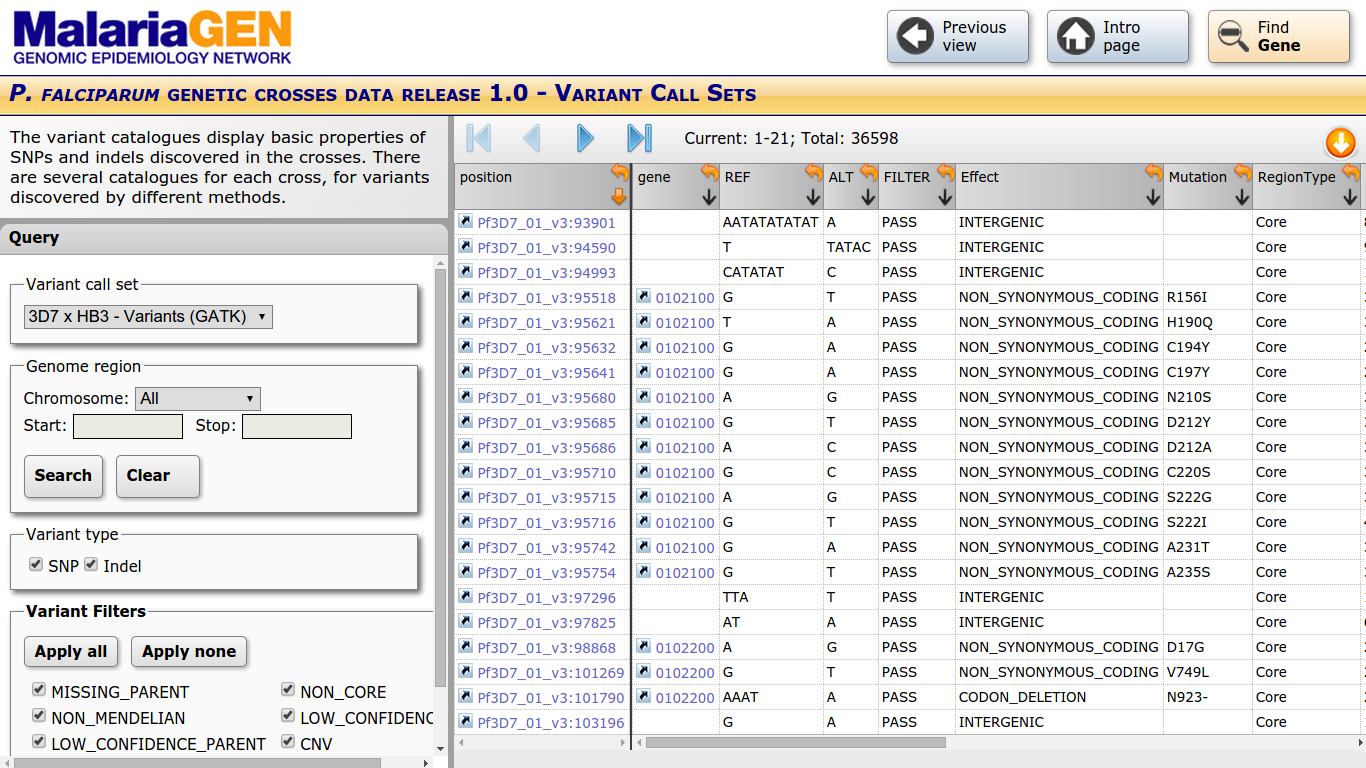 MalariaGEN
GENOMIC EPIDEMIOLOGY NETWORK
Previous view
Intro page
Find Gene
P. FALCIPARUM GENETIC CROSSES DATA RELEASE 1.0 - VARIANT CALL SETS
The variant catalogues display basic properties of
SNPs and indels discovered in the crosses. There
are several catalogues for each cross, for variants
discovered by different methods.
Query
Variant call set
3D7 x HB3 - Variants (GATK)
Genome region
Chromosome: All
Start: Stop:
Search Clear
Variant type
SNP Indel
Variant Filters
Apply all Apply none
MISSING_PARENT NON_CORE
NON_MENDELIAN LOW_CONFIDENC
LOW_CONFIDENCE_PARENT CNV
Current: 1-21; Total: 36598
position gene REF ALT FILTER Effect Mutation RegionType
Pf3D7_01_v3:93901 AATATATATAT A PASS INTERGENIC Core
Pf3D7_01_v3:94590 T TATAC PASS INTERGENIC Core
Pf3D7_01_v3:94993 CATATAT C PASS INTERGENIC Core
Pf3D7_01_v3:95518 0102100 G T PASS NON_SYNONYMOUS_CODING R156I Core
Pf3D7_01_v3:95621 0102100 T A PASS NON_SYNONYMOUS_CODING H190Q Core
Pf3D7_01_v3:95632 0102100 G A PASS NON_SYNONYMOUS_CODING C194Y Core
Pf3D7_01_v3:95641 0102100 G A PASS NON_SYNONYMOUS_CODING C197Y Core
Pf3D7_01_v3:95680 0102100 A G PASS NON_SYNONYMOUS_CODING N210S Core
Pf3D7_01_v3:95685 0102100 G T PASS NON_SYNONYMOUS_CODING D212Y Core
Pf3D7_01_v3:95686 0102100 A C PASS NON_SYNONYMOUS_CODING D212A Core
Pf3D7_01_v3:95710 0102100 G C PASS NON_SYNONYMOUS_CODING C220S Core
Pf3D7_01_v3:95715 0102100 A G PASS NON_SYNONYMOUS_CODING S222G Core
Pf3D7_01_v3:95716 0102100 G T PASS NON_SYNONYMOUS_CODING S222I Core
Pf3D7_01_v3:95742 0102100 G A PASS NON_SYNONYMOUS_CODING A231T Core
Pf3D7_01_v3:95754 0102100 G T PASS NON_SYNONYMOUS_CODING A235S Core
Pf3D7_01_v3:97296 TTA T PASS INTERGENIC Core
Pf3D7_01_v3:97825 AT A PASS INTERGENIC Core
Pf3D7_01_v3:98868 0102200 A G PASS NON_SYNONYMOUS_CODING D17G Core
Pf3D7_01_v3:101269 0102200 G T PASS NON_SYNONYMOUS_CODING V749L Core
Pf3D7_01_v3:101790 0102200 AAAT A PASS CODON_DELETION N923- Core
Pf3D7_01_v3:103196 G A PASS INTERGENIC Core